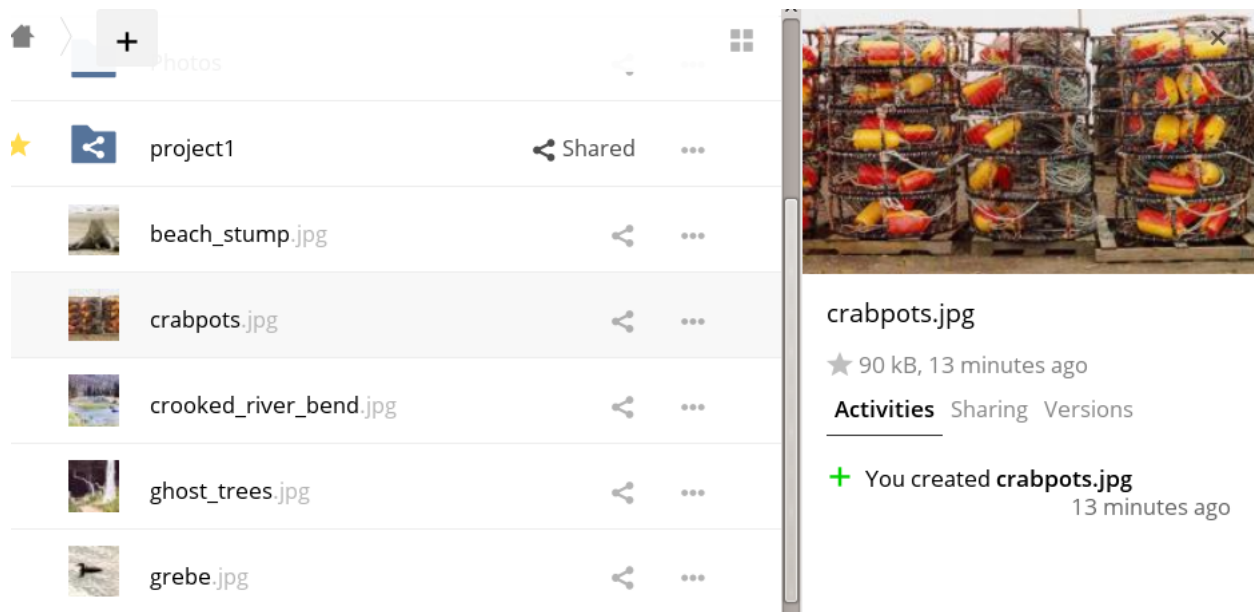 Photos
project1 Shared
beach_stump.jpg
crabpots.jpg
crooked_river_bend.jpg
ghost_trees.jpg
grebe.jpg
crabpots.jpg
90 kB, 13 minutes ago
Activities Sharing Versions
You created crabpots.jpg
13 minutes ago